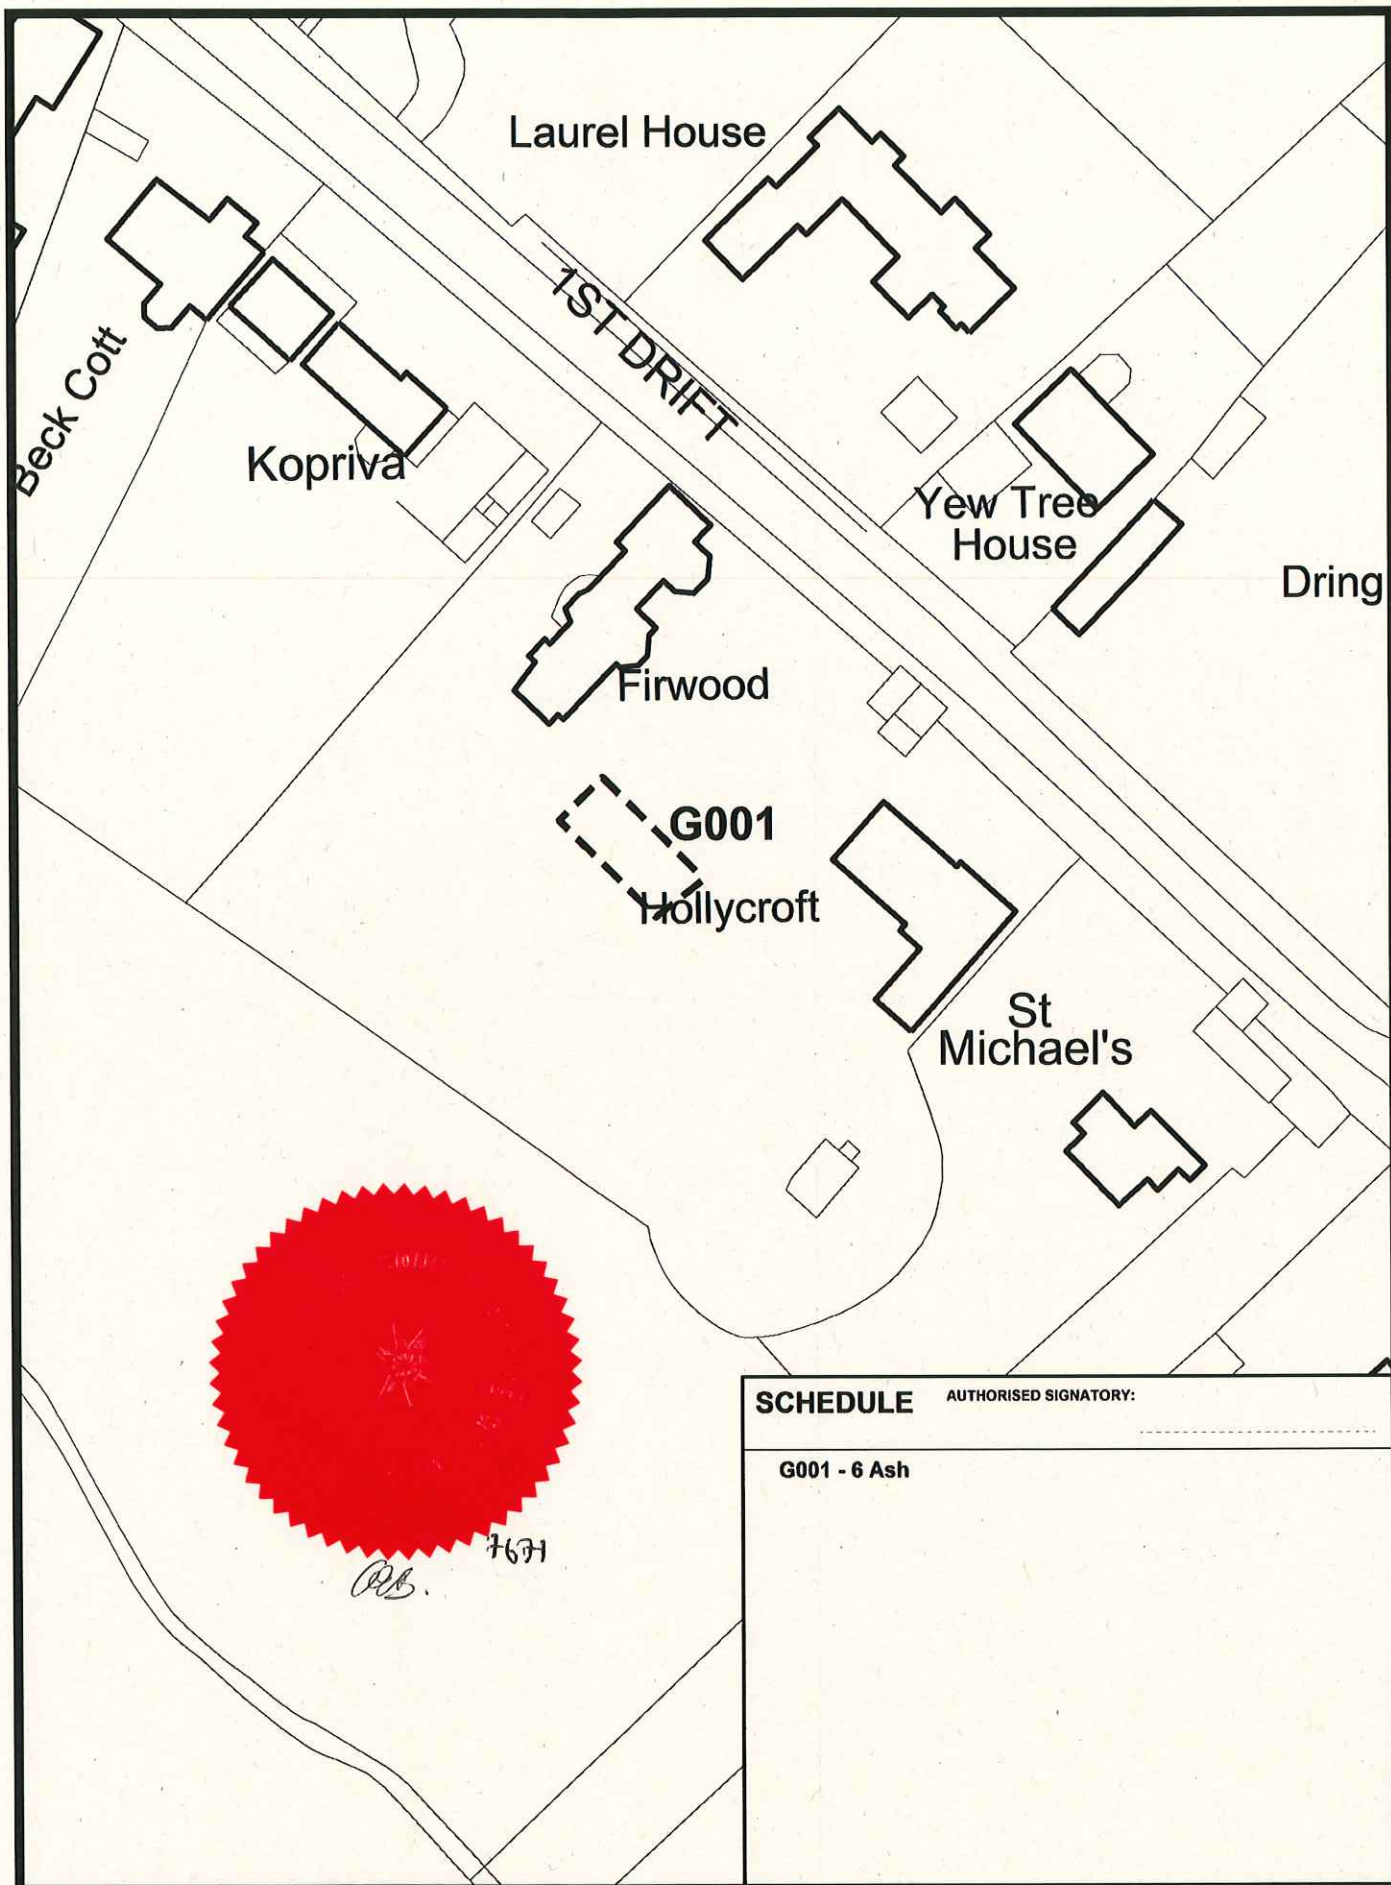 Laurel House
1ST DRIFT
Beck Cott
Kopriva
Yew Tree
House
Dring
Firwood
G001
Hollycroft
St
Michael's
7671
SCHEDULE AUTHORISED SIGNATORY:
G001 - 6 Ash